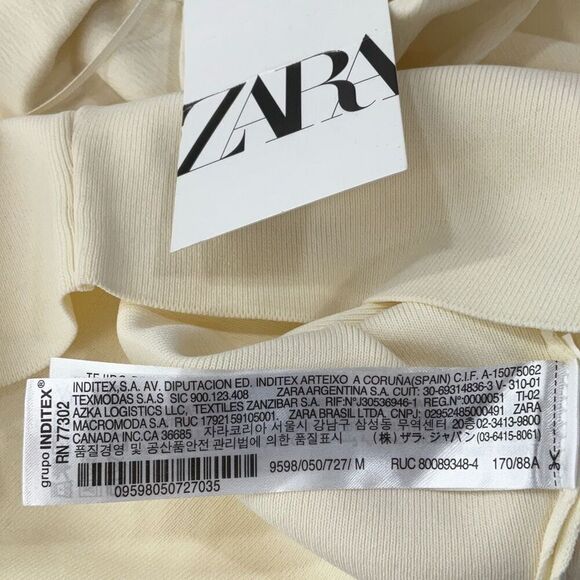 ZARA
grupo INDITEX®
RN 77302
INDITEX,S.A. AV. DIPUTACION ED. INDITEX ARTEIXO A CORUÑA(SPAIN) C.I.F. A-15075062
TEXMODAS S.A.S SIC 900.123.408 ZARA ARGENTINA S.A. CUIT: 30-69314836-3 V-310-01
AZKA LOGISTICS LLC, TEXTILES ZANZIBAR S.A. RIF:Nº:J30536946-1 REG.N°:0000051 TI-02
MACROMODA S.A. RUC 1792159105001. ZARA BRASIL LTDA., CNPJ: 02952485000491 ZARA
CANADA INC.CA 36685 자라코리아 서울시 강남구 삼성동 무역센터 20층 02-3413-9800
품질경영 및 공산품안전 관리법에 의한 품질표시 (株) ザラ・ジャパン (03-6415-8061)
9598/050/727/ M RUC 80089348-4 170/88A
09598050727035